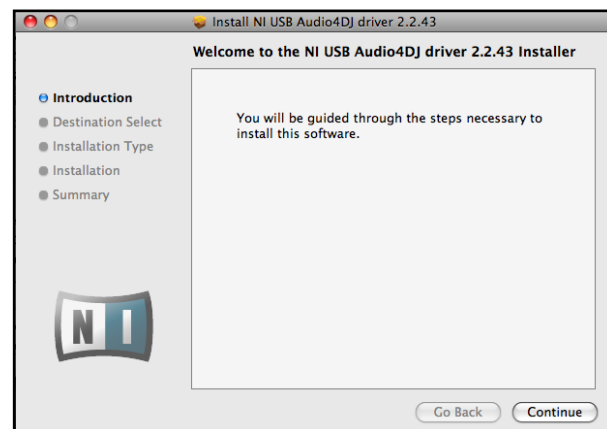 Install NI USB Audio4DJ driver 2.2.43
Welcome to the NI USB Audio4DJ driver 2.2.43 Installer
Introduction
Destination Select
Installation Type
Installation
Summary
You will be guided through the steps necessary to
install this software.
NI
Go Back
Continue